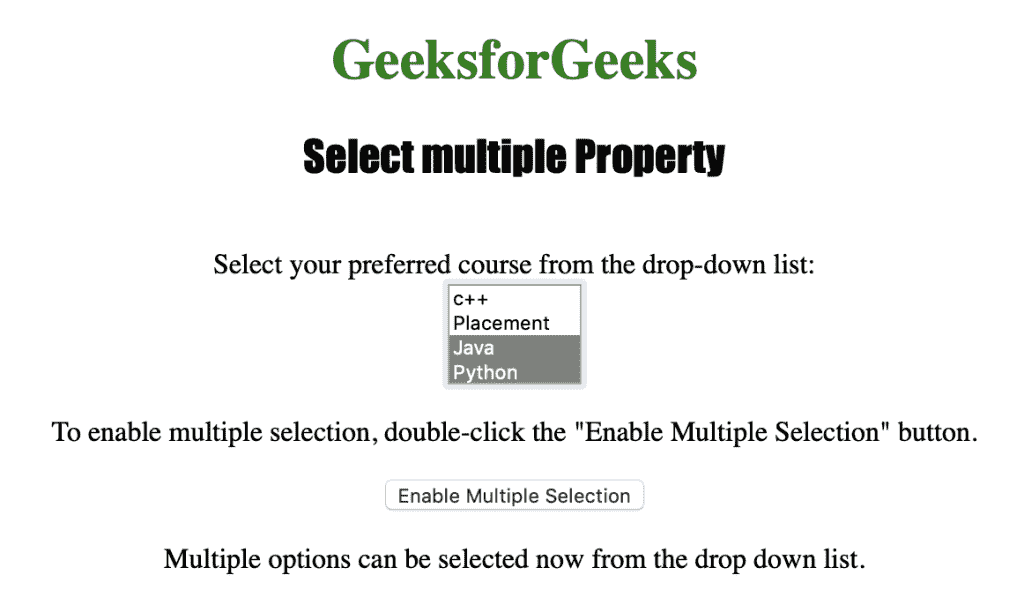 GeeksforGeeks
Select multiple Property
Select your preferred course from the drop-down list:
c++
Placement
Java
Python
To enable multiple selection, double-click the "Enable Multiple Selection" button.
Enable Multiple Selection
Multiple options can be selected now from the drop down list.